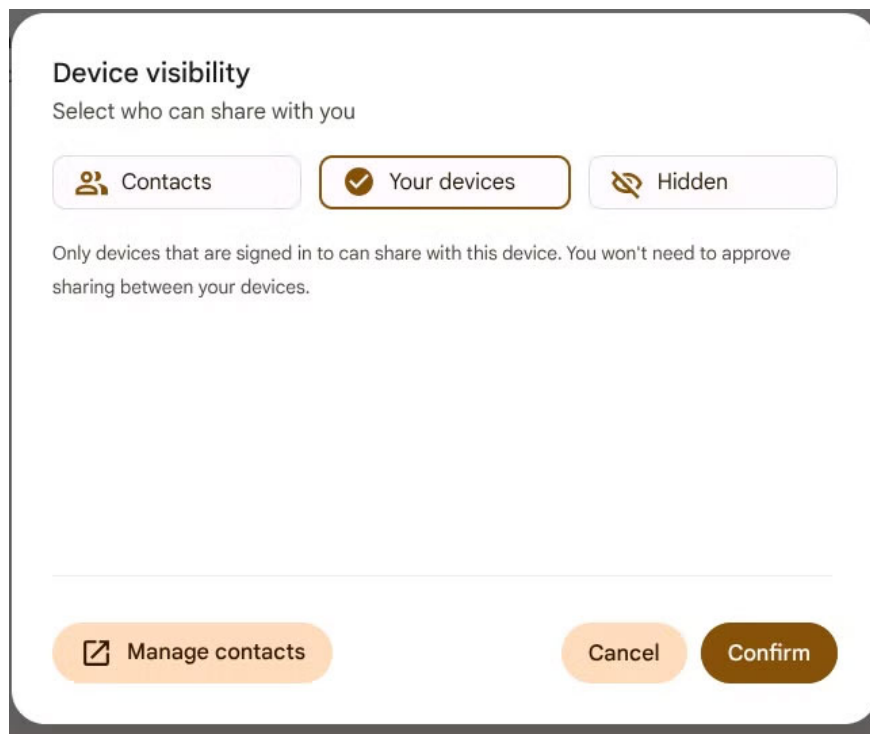 Device visibility
Select who can share with you
Contacts
Your devices
Hidden
Only devices that are signed in to can share with this device. You won't need to approve
sharing between your devices.
Manage contacts
Cancel
Confirm